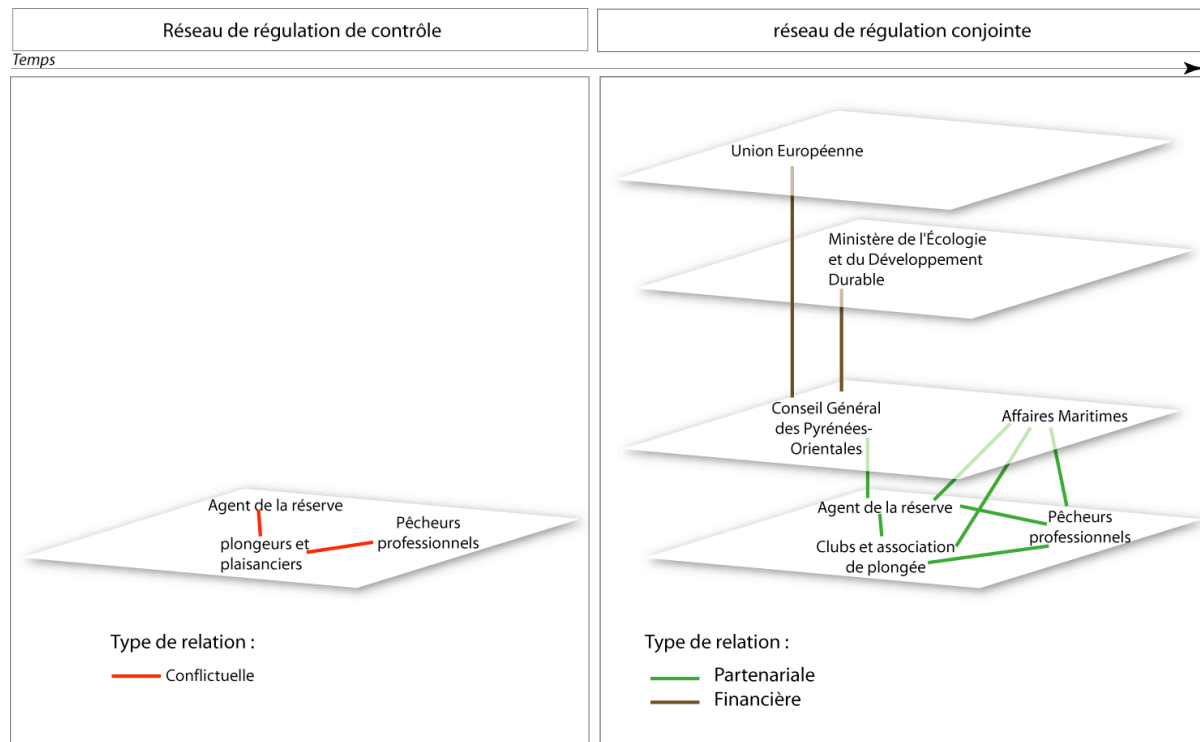 Réseau de régulation de contrôle
réseau de régulation conjointe
Temps
Agent de la réserve
plongeurs et
plaisanciers
Pêcheurs
professionnels
Type de relation :
Conflictuelle
Union Européenne
Ministère de l'Écologie
et du Développement
Durable
Conseil Général
des Pyrénées-
Orientales
Affaires Maritimes
Agent de la réserve
Pêcheurs
professionnels
Clubs et association
de plongée
Type de relation :
Partenariale
Financière